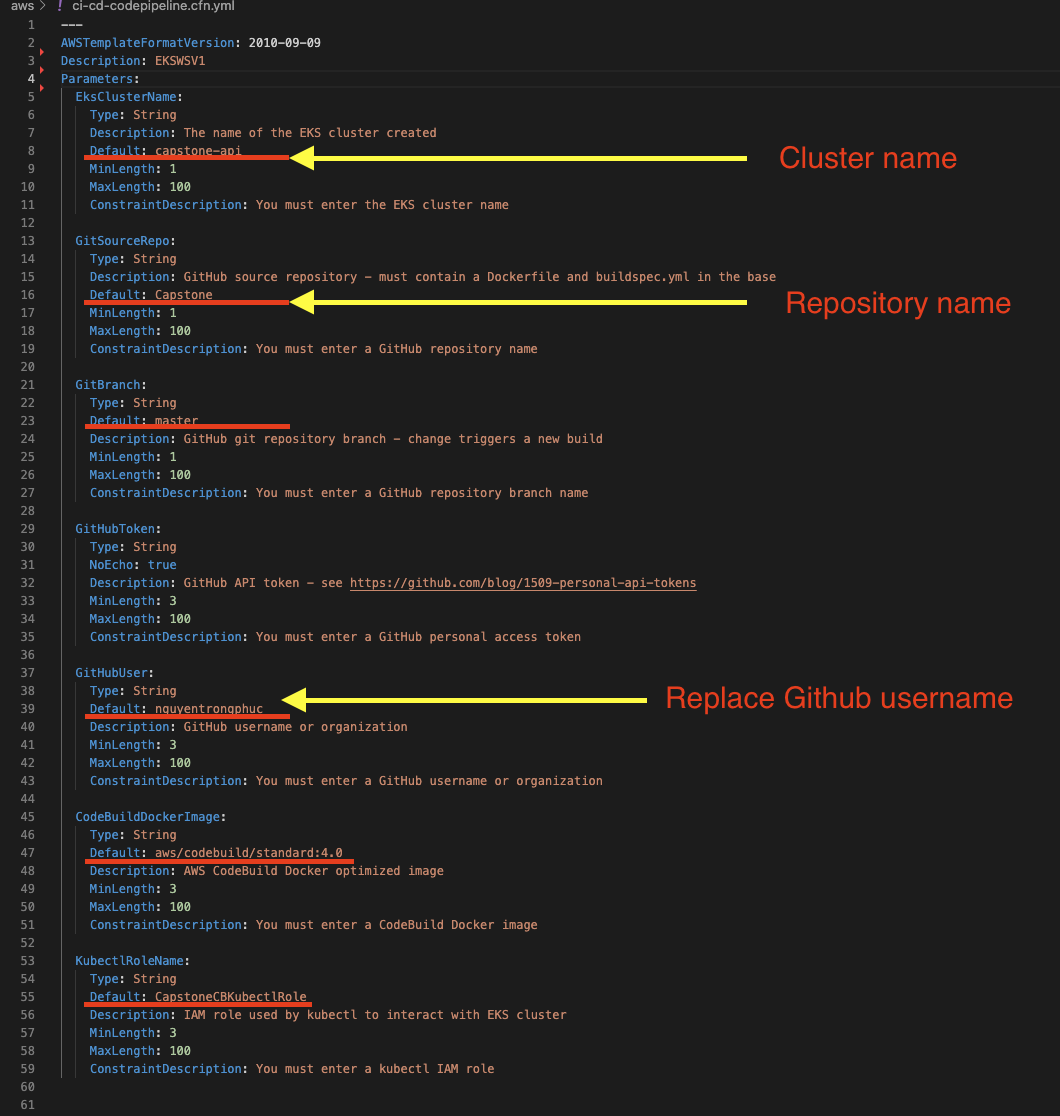 aws > ! ci-cd-codepipeline.cfn.yml
1 ---
2 AWSTemplateFormatVersion: 2010-09-09
3 Description: EKSWSV1
4 Parameters:
5 EksClusterName:
6 Type: String
7 Description: The name of the EKS cluster created
8 Default: capstone-api
Cluster name
9 MinLength: 1
10 MaxLength: 100
11 ConstraintDescription: You must enter the EKS cluster name
12
13 GitSourceRepo:
14 Type: String
15 Description: GitHub source repository - must contain a Dockerfile and buildspec.yml in the base
16 Default: Capstone
Repository name
17 MinLength: 1
18 MaxLength: 100
19 ConstraintDescription: You must enter a GitHub repository name
20
21 GitBranch:
22 Type: String
23 Default: master
24 Description: GitHub git repository branch - change triggers a new build
25 MinLength: 1
26 MaxLength: 100
27 ConstraintDescription: You must enter a GitHub repository branch name
28
29 GitHubToken:
30 Type: String
31 NoEcho: true
32 Description: GitHub API token - see https://github.com/blog/1509-personal-api-tokens
33 MinLength: 3
34 MaxLength: 100
35 ConstraintDescription: You must enter a GitHub personal access token
36
37 GitHubUser:
38 Type: String
Replace Github username
39 Default: nguyentrongphuc
40 Description: GitHub username or organization
41 MinLength: 3
42 MaxLength: 100
43 ConstraintDescription: You must enter a GitHub username or organization
44
45 CodeBuildDockerImage:
46 Type: String
47 Default: aws/codebuild/standard:4.0
48 Description: AWS CodeBuild Docker optimized image
49 MinLength: 3
50 MaxLength: 100
51 ConstraintDescription: You must enter a CodeBuild Docker image
52
53 KubectlRoleName:
54 Type: String
55 Default: CapstoneCBKubectlRole
56 Description: IAM role used by kubectl to interact with EKS cluster
57 MinLength: 3
58 MaxLength: 100
59 ConstraintDescription: You must enter a kubectl IAM role
60
61